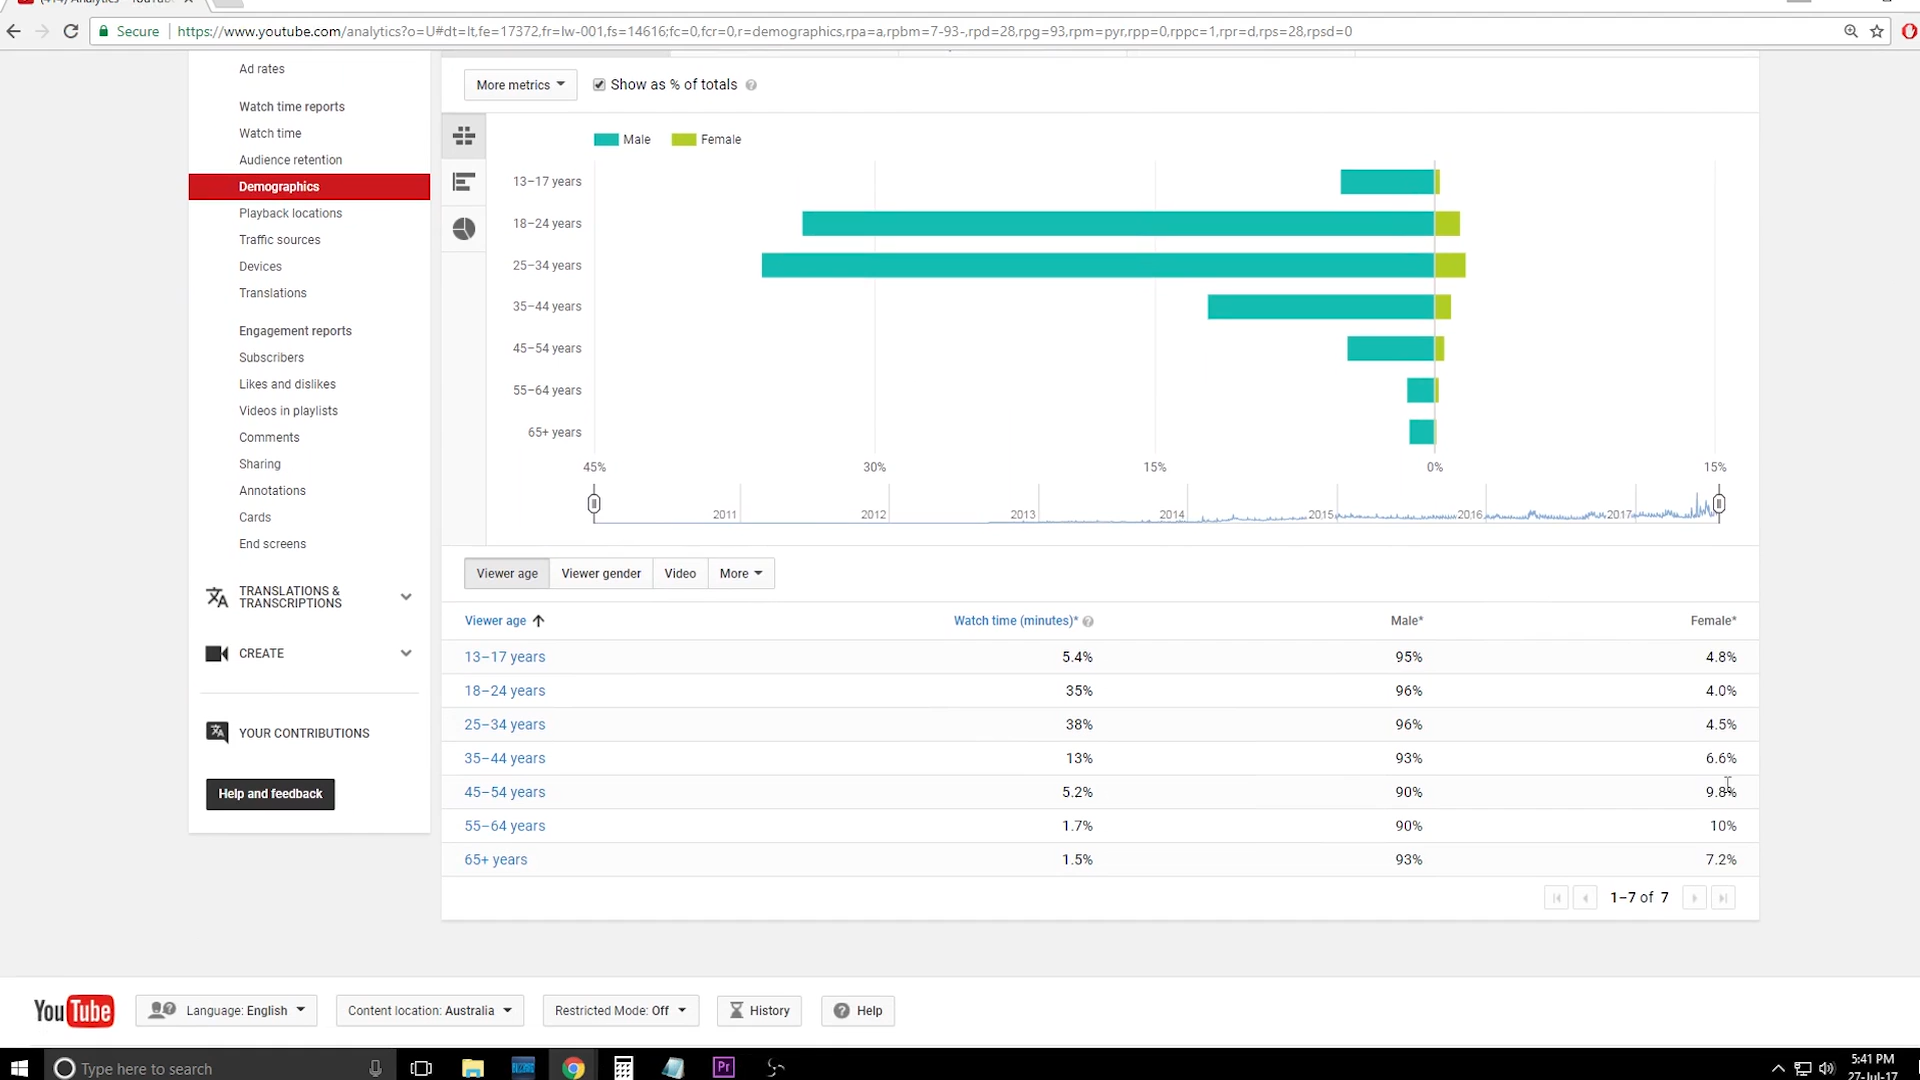 Secure https://www.youtube.com/analytics?o=U#dt=lt,fe=17372,fr=lw-001,fs=14616;fc=0,fcr=0,r=demographics,rpa=a,rpbm=7-93-,rpd=28,rpg=93,rpm=pyr,rpp=0,rppc=1,rpr=d,rps=28,rpsd=0
Ad rates
Watch time reports
Watch time
Audience retention
Demographics
Playback locations
Traffic sources
Devices
Translations
Engagement reports
Subscribers
Likes and dislikes
Videos in playlists
Comments
Sharing
Annotations
Cards
End screens
TRANSLATIONS &
TRANSCRIPTIONS
CREATE
YOUR CONTRIBUTIONS
Help and feedback
More metrics Show as % of totals ?
Male Female
13–17 years
18–24 years
25–34 years
35–44 years
45–54 years
55–64 years
65+ years
45% 30% 15% 0% 15%
2011 2012 2013 2014 2015 2016 2017
Viewer age Viewer gender Video More
Viewer age Watch time (minutes)* ? Male* Female*
13–17 years 5.4% 95% 4.8%
18–24 years 35% 96% 4.0%
25–34 years 38% 96% 4.5%
35–44 years 13% 93% 6.6%
45–54 years 5.2% 90% 9.8%
55–64 years 1.7% 90% 10%
65+ years 1.5% 93% 7.2%
1–7 of 7
YouTube Language: English Content location: Australia Restricted Mode: Off History ? Help
Type here to search Pr 5:41 PM
27-Jul-17